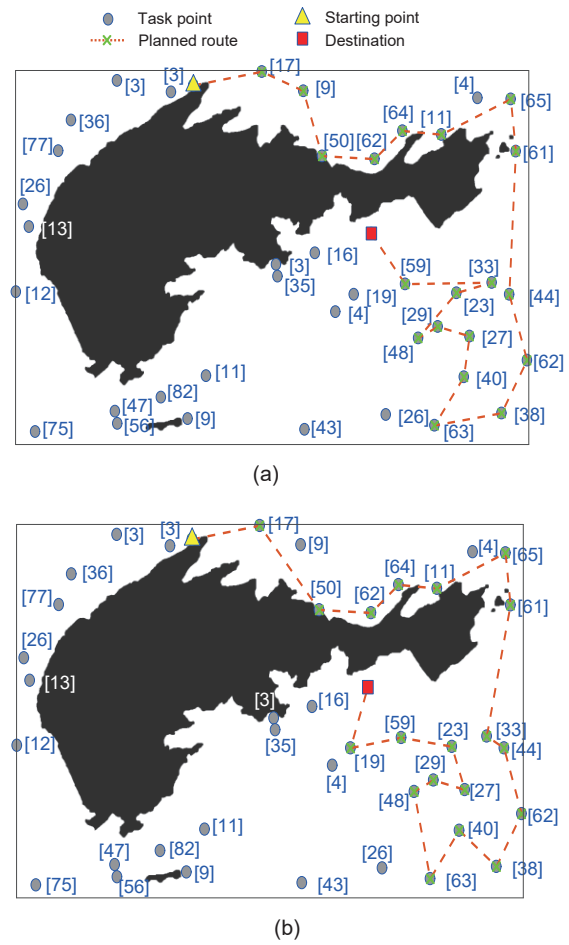 Task point Starting point
Planned route Destination
[3] [3] [17] [9] [4] [65]
[36] [64] [11]
[77] [50] [62] [61]
[26]
[13]
[16]
[3] [59] [33]
[12] [35] [19] [23] [44]
[4] [29]
[48] [27]
[11] [40] [62]
[82]
[47] [26] [38]
[75] [56] [9] [43] [63]
(a)
[3] [3] [17] [9] [4] [65]
[36] [64] [11]
[77] [50] [62] [61]
[26]
[13] [3] [16]
[12] [35] [59] [23] [33]
[19] [44]
[4] [29]
[48] [27]
[11] [40] [62]
[47] [82] [26]
[75] [56] [9] [43] [63] [38]
(b)